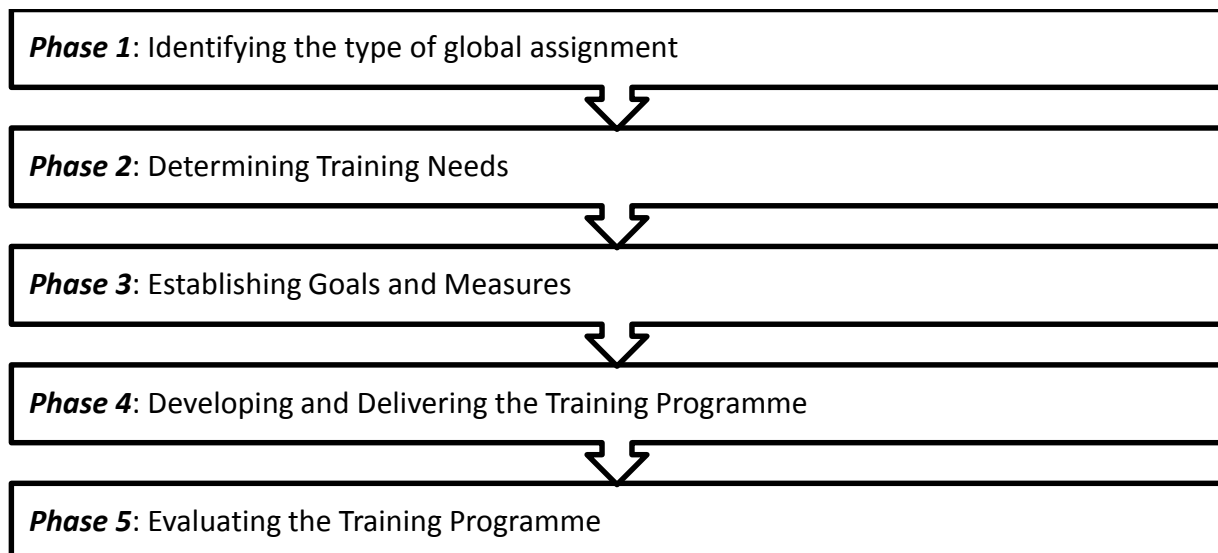 Phase 1: Identifying the type of global assignment
Phase 2: Determining Training Needs
Phase 3: Establishing Goals and Measures
Phase 4: Developing and Delivering the Training Programme
Phase 5: Evaluating the Training Programme